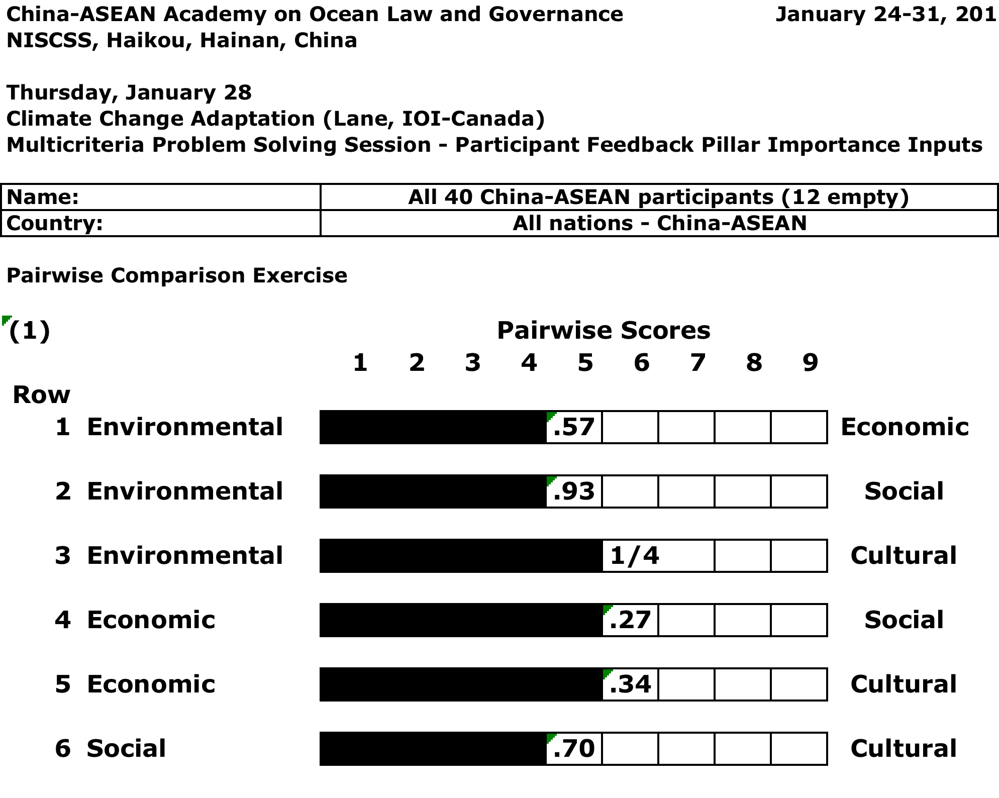 China-ASEAN Academy on Ocean Law and Governance January 24-31, 201
NISCSS, Haikou, Hainan, China
Thursday, January 28
Climate Change Adaptation (Lane, IOI-Canada)
Multicriteria Problem Solving Session - Participant Feedback Pillar Importance Inputs
Name: All 40 China-ASEAN participants (12 empty)
Country: All nations - China-ASEAN
Pairwise Comparison Exercise
(1) Pairwise Scores
1 2 3 4 5 6 7 8 9
Row
1 Environmental .57 Economic
2 Environmental .93 Social
3 Environmental 1/4 Cultural
4 Economic .27 Social
5 Economic .34 Cultural
6 Social .70 Cultural